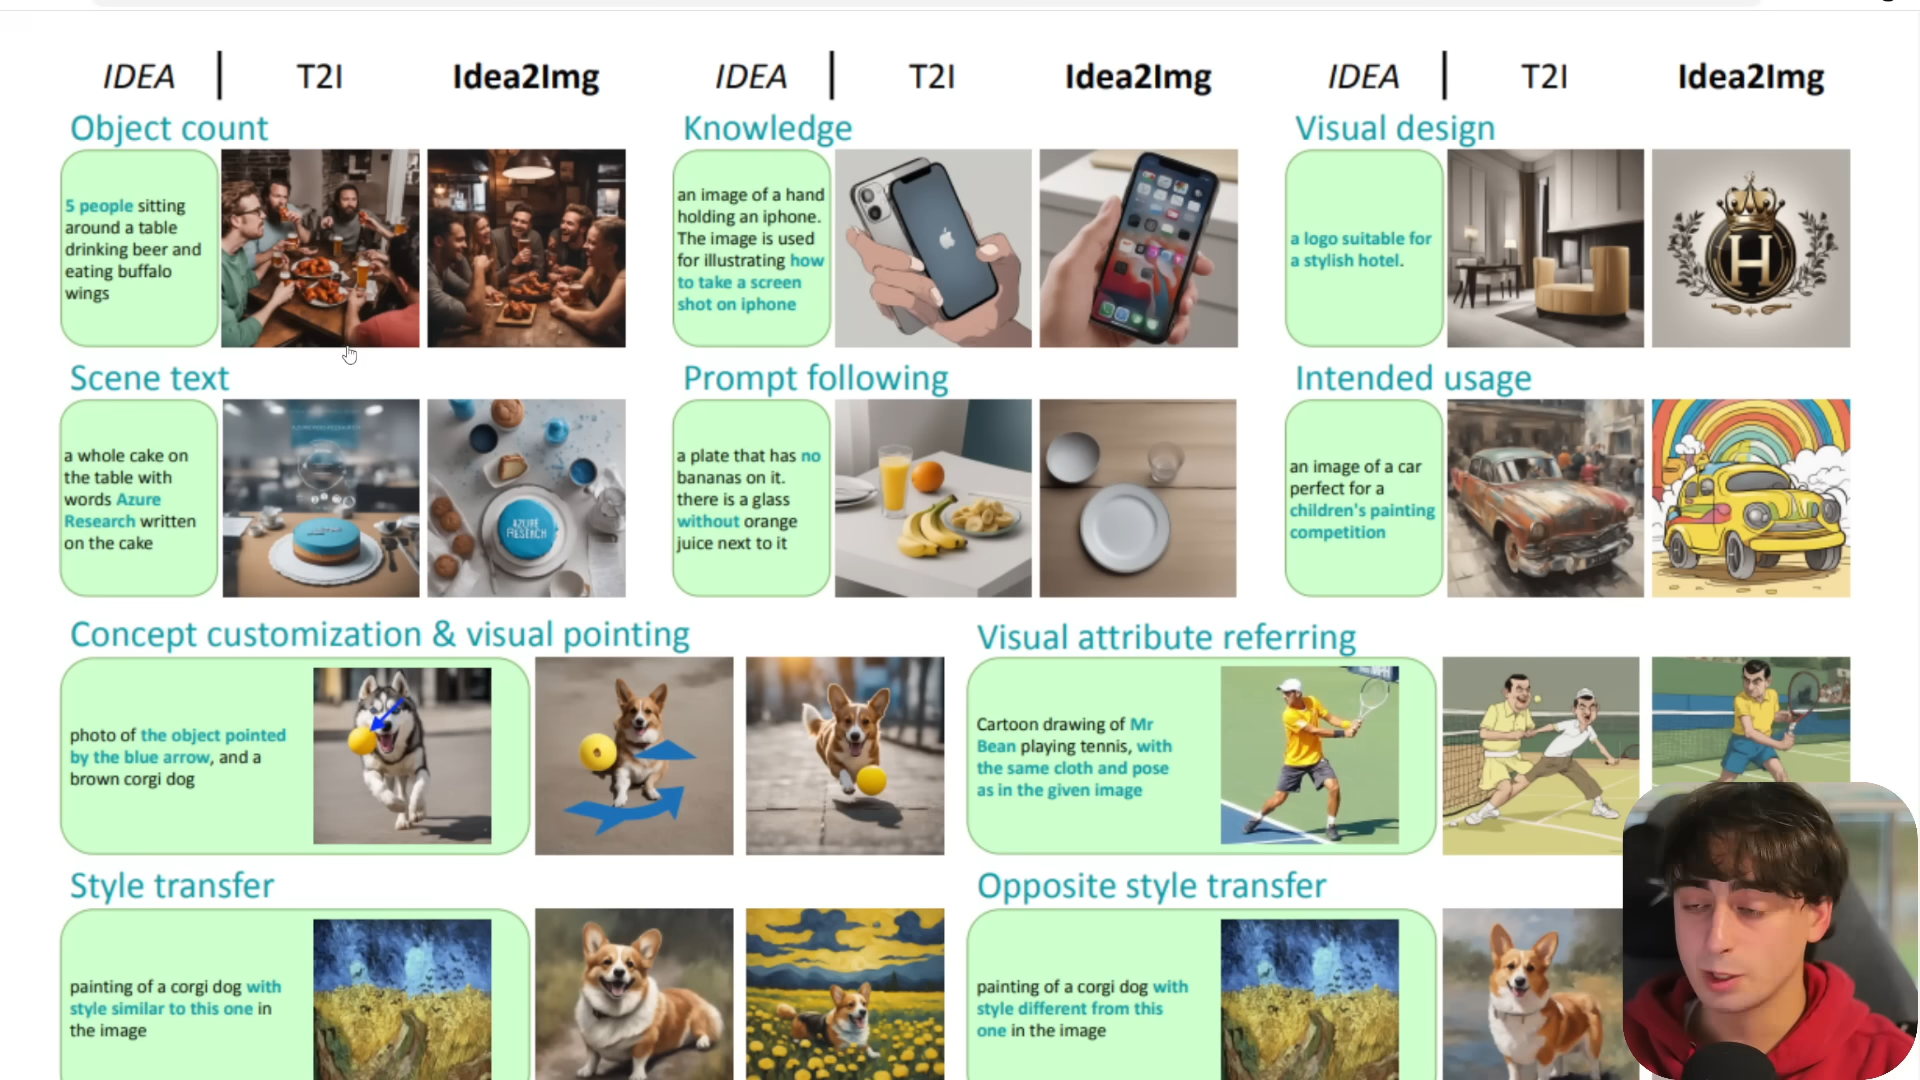 IDEA | T2I Idea2Img IDEA | T2I Idea2Img IDEA | T2I Idea2Img
Object count
5 people sitting
around a table
drinking beer and
eating buffalo
wings
Knowledge
an image of a hand
holding an iphone.
The image is used
for illustrating how
to take a screen
shot on iphone
Visual design
a logo suitable for
a stylish hotel.
H
Scene text
a whole cake on
the table with
words Azure
Research written
on the cake
AZURE
Prompt following
a plate that has no
bananas on it.
there is a glass
without orange
juice next to it
Intended usage
an image of a car
perfect for a
children's painting
competition
Concept customization & visual pointing
photo of the object pointed
by the blue arrow, and a
brown corgi dog
Visual attribute referring
Cartoon drawing of Mr
Bean playing tennis, with
the same cloth and pose
as in the given image
Style transfer
painting of a corgi dog with
style similar to this one in
the image
Opposite style transfer
painting of a corgi dog with
style different from this
one in the image